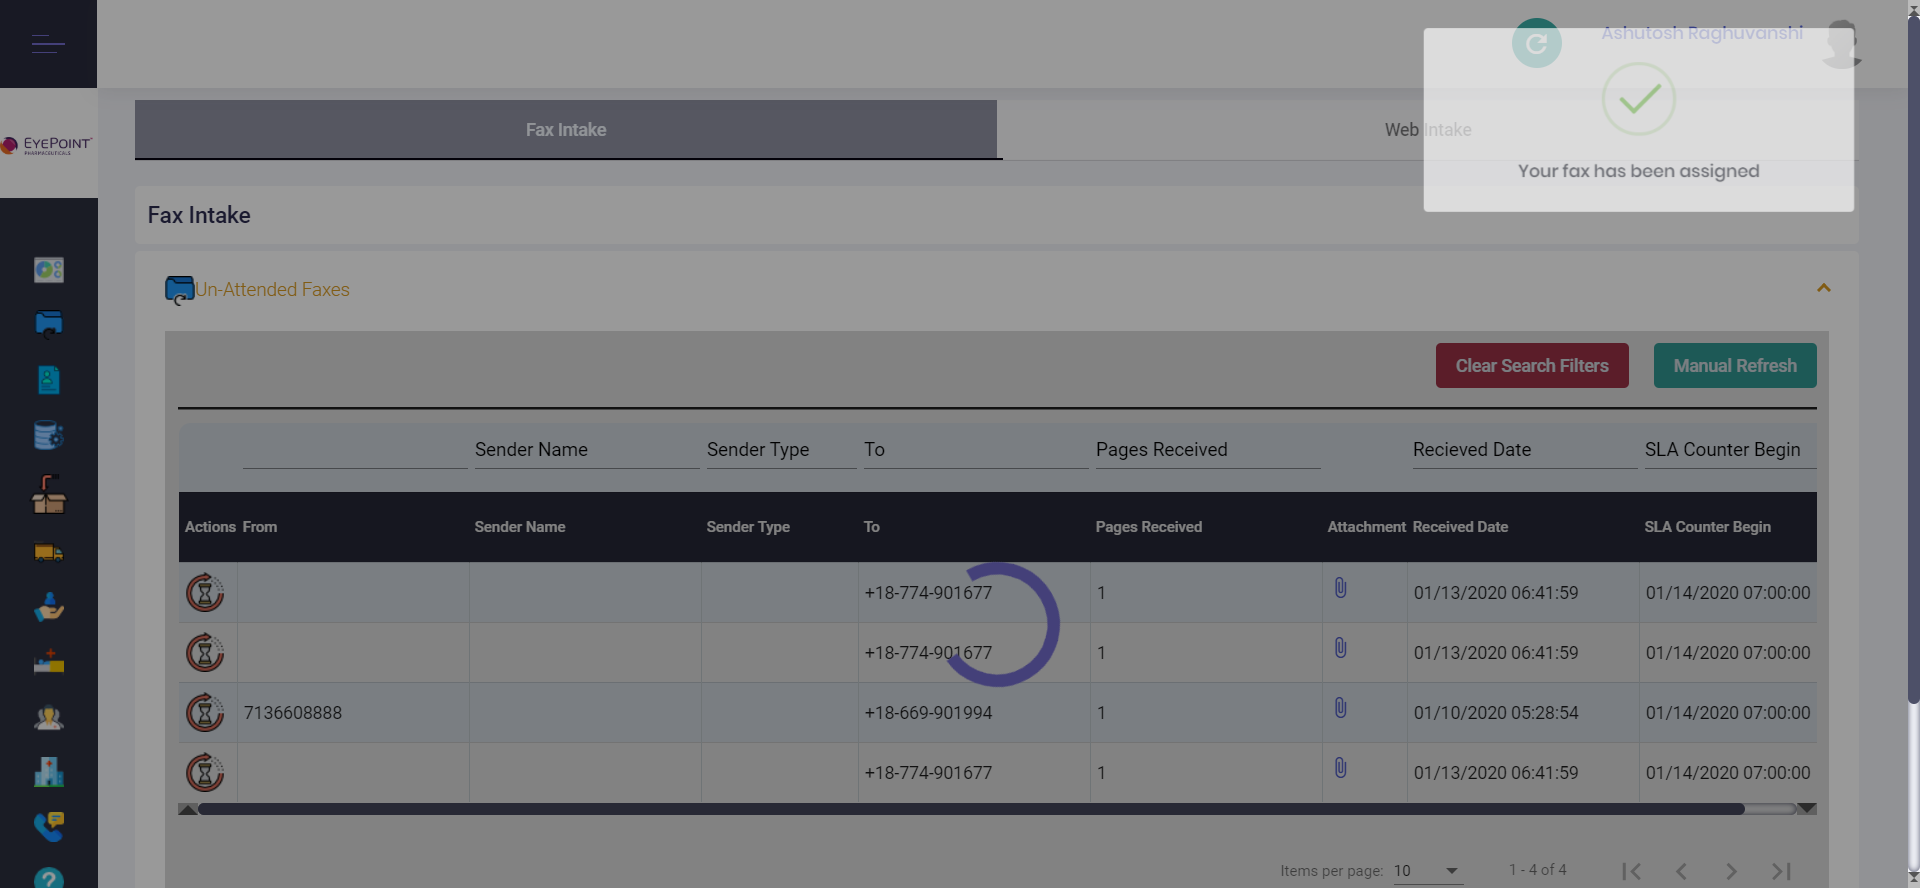 Ashutosh Raghuvanshi
EYEPOINT
PHARMACEUTICALS
Fax Intake
Web Intake
Your fax has been assigned
Fax Intake
Un-Attended Faxes
Clear Search Filters
Manual Refresh
Sender Name Sender Type To Pages Received Recieved Date SLA Counter Begin
Actions From Sender Name Sender Type To Pages Received Attachment Received Date SLA Counter Begin
+18-774-901677 1 01/13/2020 06:41:59 01/14/2020 07:00:00
+18-774-901677 1 01/13/2020 06:41:59 01/14/2020 07:00:00
7136608888 +18-669-901994 1 01/10/2020 05:28:54 01/14/2020 07:00:00
+18-774-901677 1 01/13/2020 06:41:59 01/14/2020 07:00:00
Items per page: 10 1 - 4 of 4